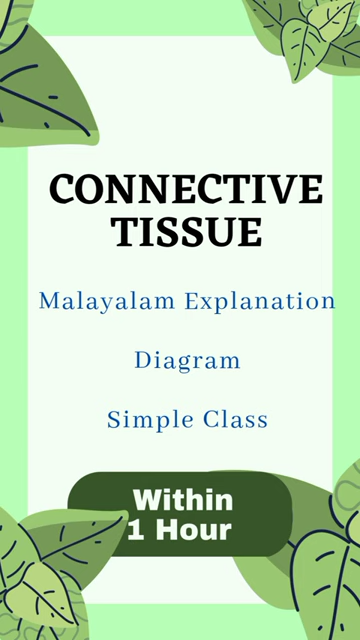 CONNECTIVE
TISSUE
Malayalam Explanation
Diagram
Simple Class
Within
1 Hour